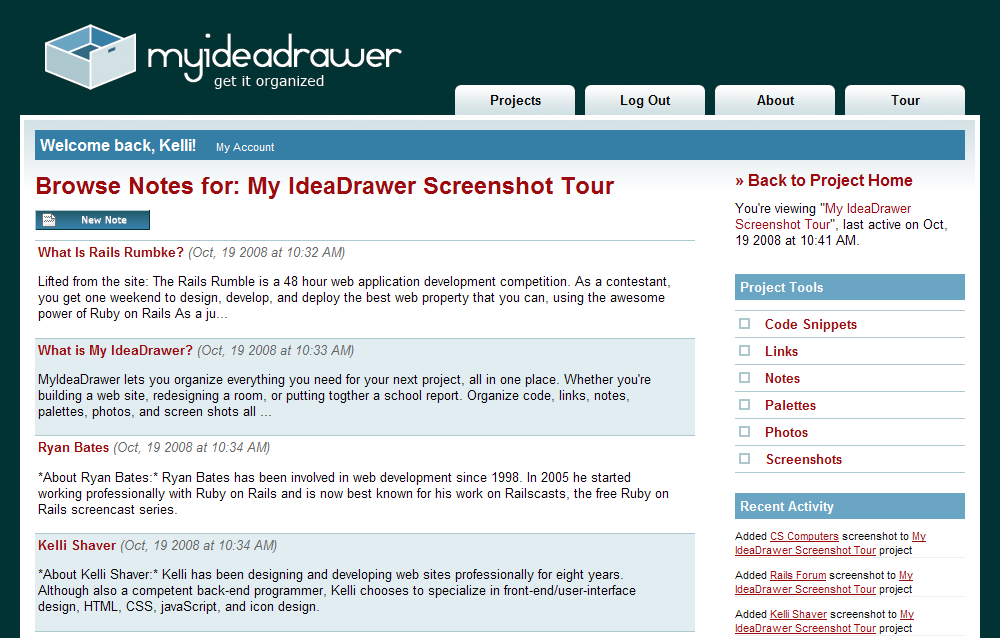 myideadrawer
get it organized
Projects
Log Out
About
Tour
Welcome back, Kelli! My Account
Browse Notes for: My IdeaDrawer Screenshot Tour
New Note
What Is Rails Rumbke? (Oct, 19 2008 at 10:32 AM)
Lifted from the site: The Rails Rumble is a 48 hour web application development competition. As a contestant,
you get one weekend to design, develop, and deploy the best web property that you can, using the awesome
power of Ruby on Rails As a ju...
What is My IdeaDrawer? (Oct, 19 2008 at 10:33 AM)
MyIdeaDrawer lets you organize everything you need for your next project, all in one place. Whether you're
building a web site, redesigning a room, or putting togther a school report. Organize code, links, notes,
palettes, photos, and screen shots all ...
Ryan Bates (Oct, 19 2008 at 10:34 AM)
*About Ryan Bates:* Ryan Bates has been involved in web development since 1998. In 2005 he started
working professionally with Ruby on Rails and is now best known for his work on Railscasts, the free Ruby on
Rails screencast series.
Kelli Shaver (Oct, 19 2008 at 10:34 AM)
*About Kelli Shaver:* Kelli has been designing and developing web sites professionally for eight years.
Although also a competent back-end programmer, Kelli chooses to specialize in front-end/user-interface
design, HTML, CSS, javaScript, and icon design.
» Back to Project Home
You're viewing "My IdeaDrawer
Screenshot Tour", last active on Oct,
19 2008 at 10:41 AM.
Project Tools
Code Snippets
Links
Notes
Palettes
Photos
Screenshots
Recent Activity
Added CS Computers screenshot to My
IdeaDrawer Screenshot Tour project
Added Rails Forum screenshot to My
IdeaDrawer Screenshot Tour project
Added Kelli Shaver screenshot to My
IdeaDrawer Screenshot Tour project